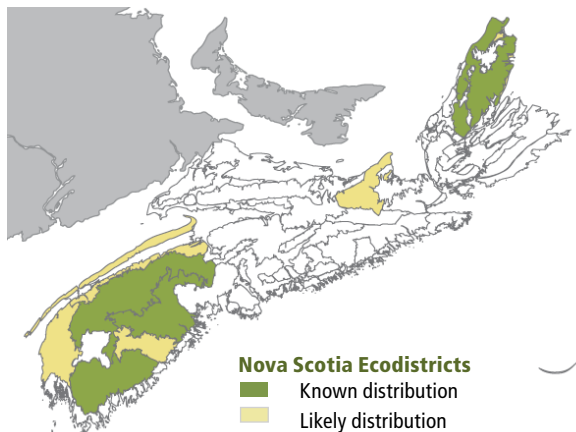 Nova Scotia Ecodistricts
Known distribution
Likely distribution